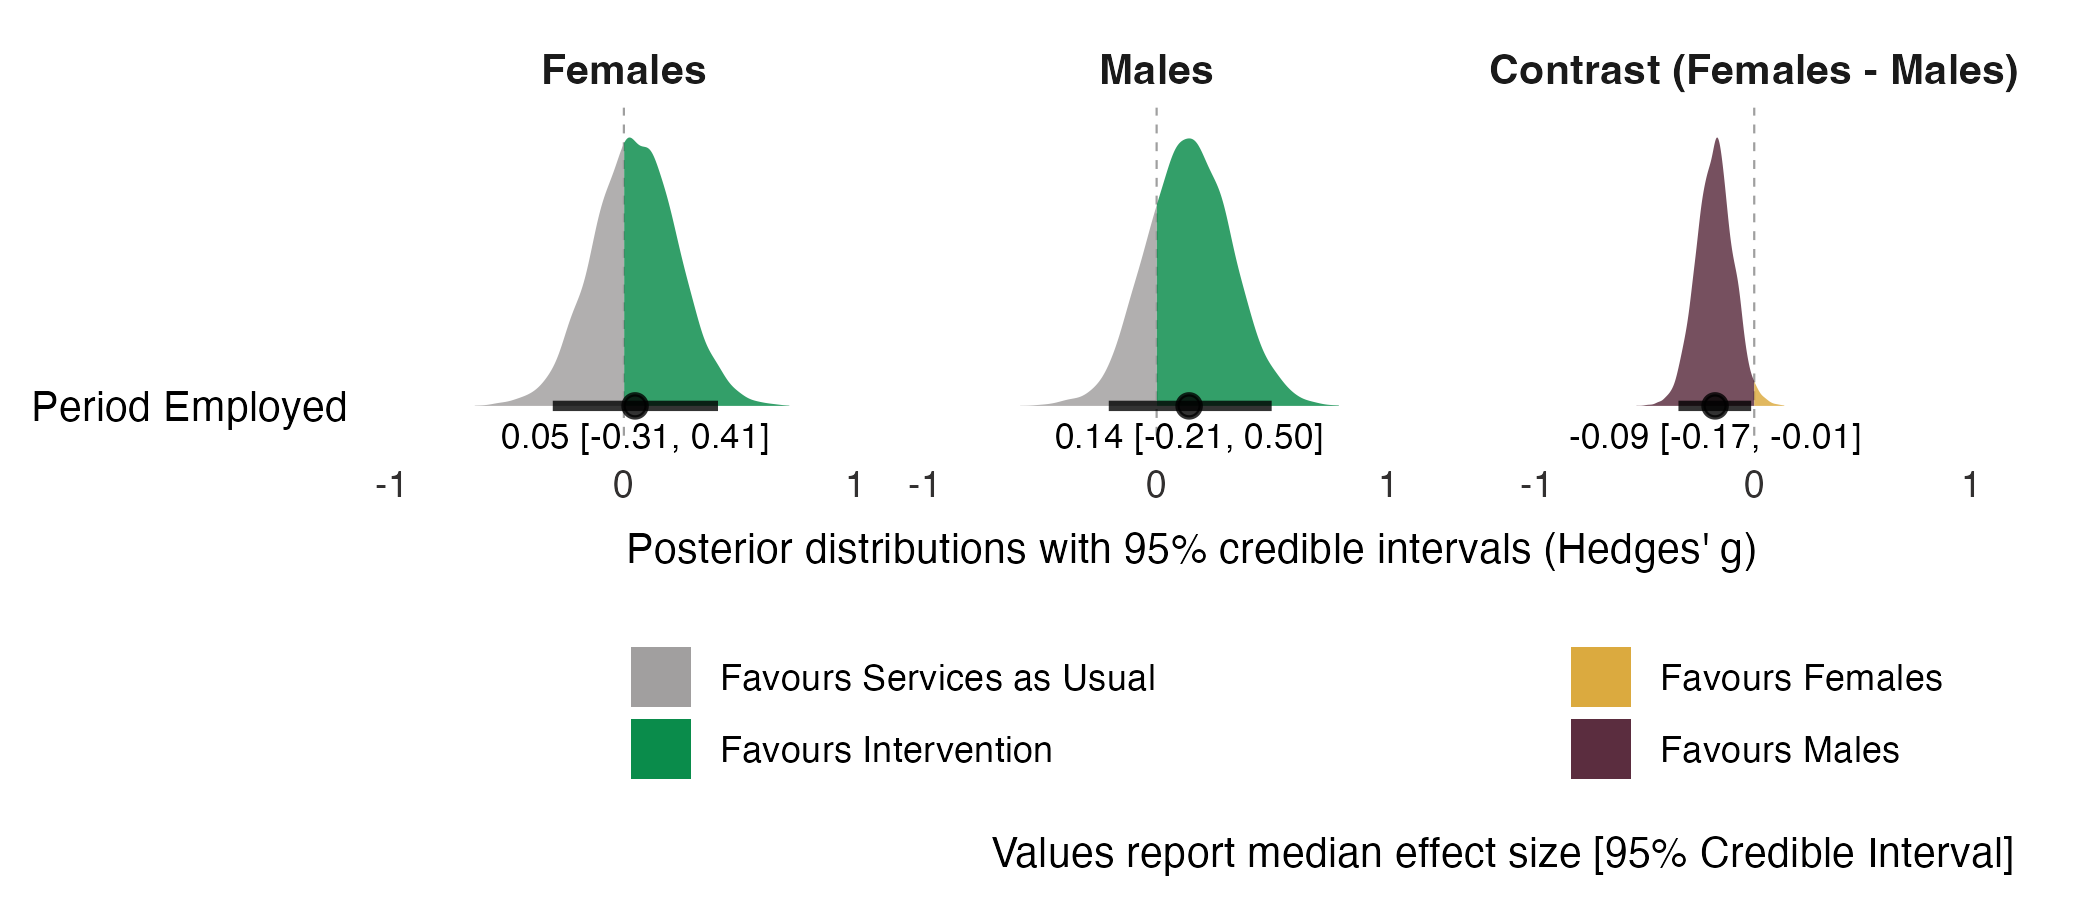 Females Males Contrast (Females - Males)
Period Employed
0.05 [-0.31, 0.41] 0.14 [-0.21, 0.50] -0.09 [-0.17, -0.01]
-1 0 1 -1 0 1 -1 0 1
Posterior distributions with 95% credible intervals (Hedges' g)
Favours Services as Usual
Favours Intervention
Favours Females
Favours Males
Values report median effect size [95% Credible Interval]